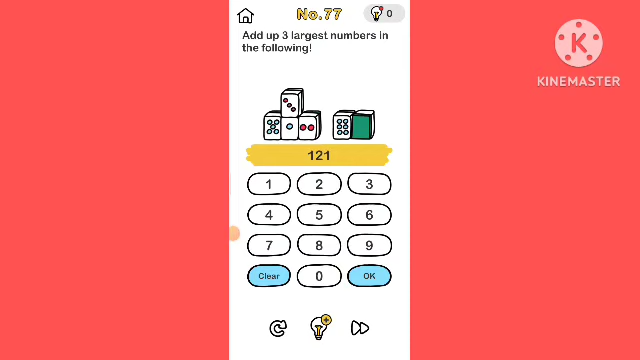 No.77
0
Add up 3 largest numbers in
the following!
KINEMASTER
121
1 2 3
4 5 6
7 8 9
Clear 0 OK